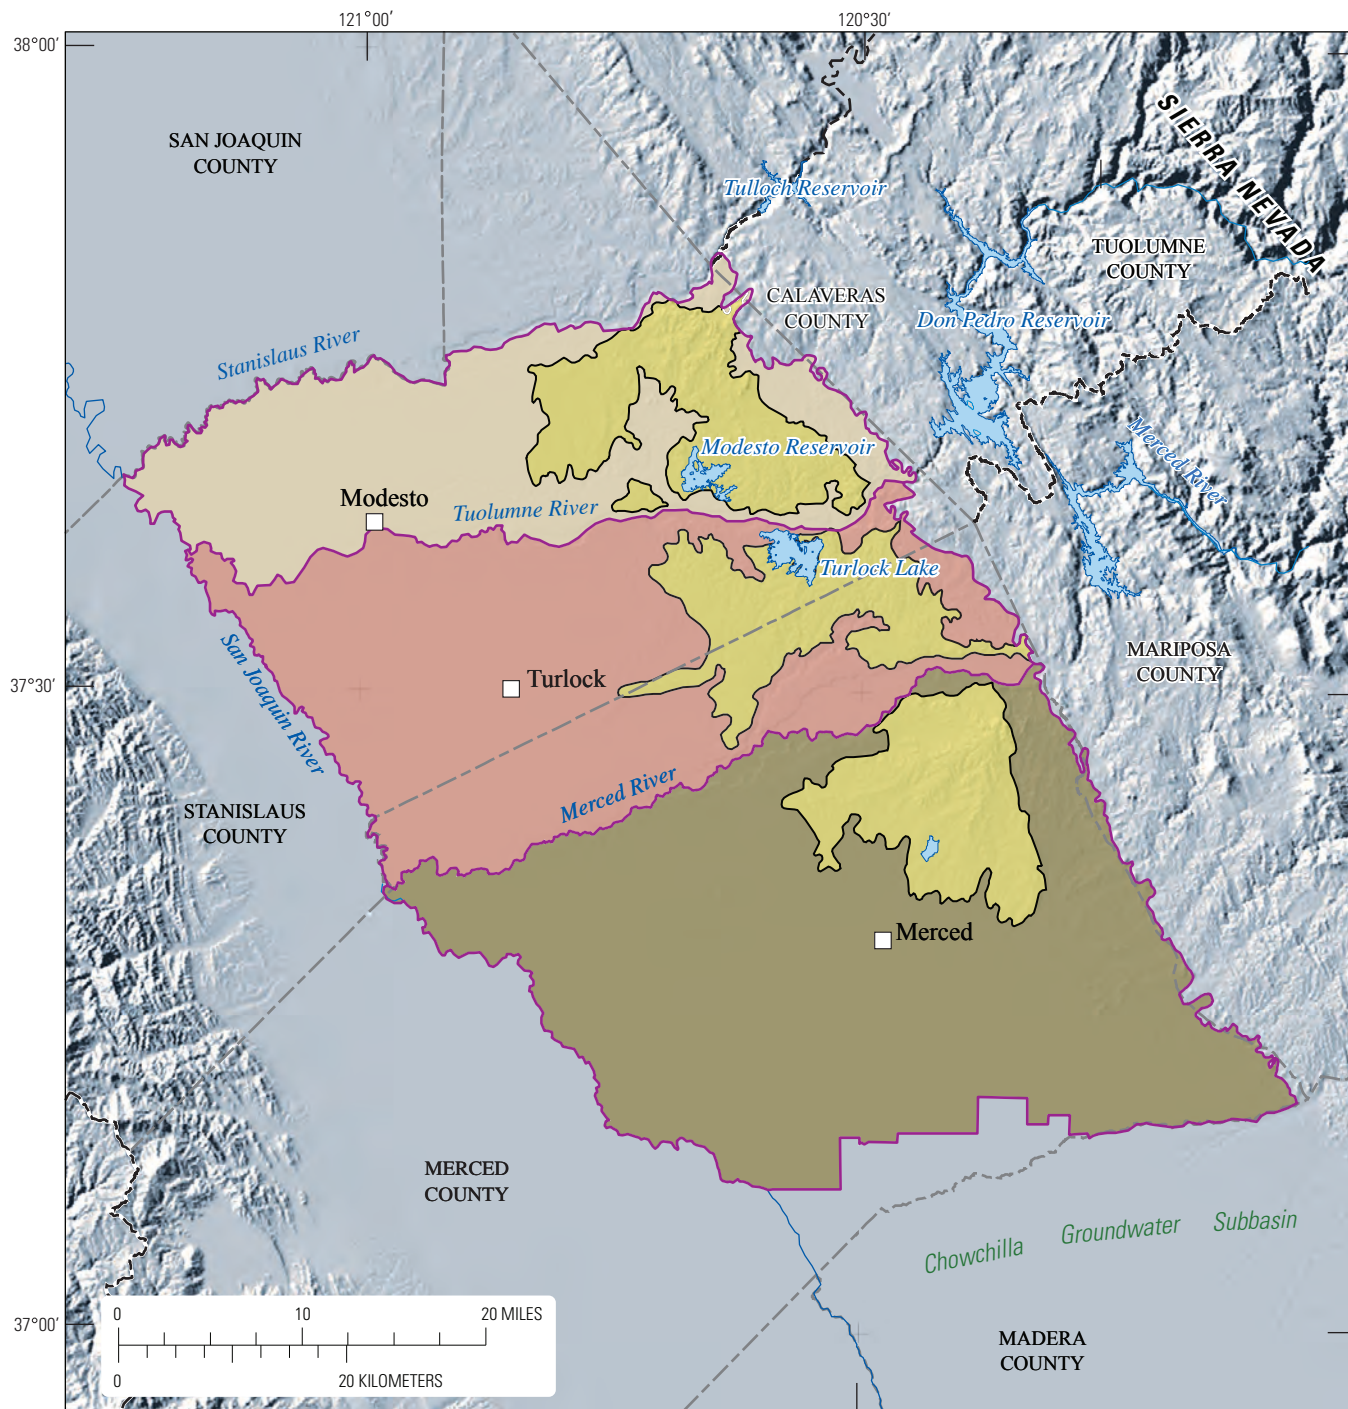 121°00′
120°30′
38°00′
SIERRA NEVADA
SAN JOAQUIN
COUNTY
Tulloch Reservoir
TUOLUMNE
COUNTY
CALAVERAS
COUNTY
Don Pedro Reservoir
Stanislaus River
Merced River
Modesto Reservoir
Modesto
Tuolumne River
Turlock Lake
San Joaquin River
MARIPOSA
COUNTY
37°30′
Turlock
Merced River
STANISLAUS
COUNTY
Merced
MERCED
COUNTY
Chowchilla Groundwater Subbasin
37°00′
0 10 20 MILES
0 20 KILOMETERS
MADERA
COUNTY